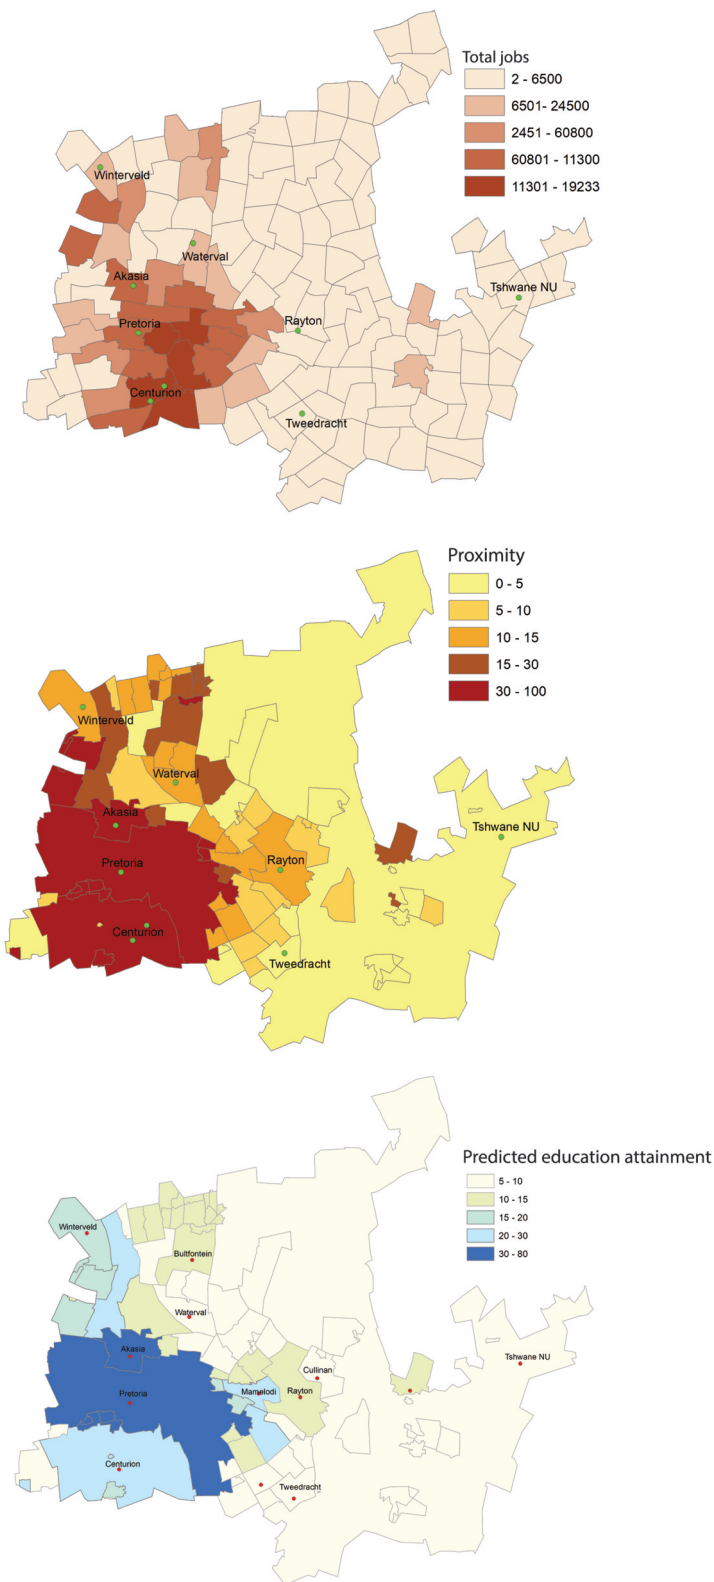 Total jobs
2 - 6500
6501- 24500
2451 - 60800
60801 - 11300
11301 - 19233
Winterveld
Waterval
Akasia
Tshwane NU
Pretoria
Rayton
Centurion
Tweedracht
Proximity
0 - 5
5 - 10
10 - 15
15 - 30
30 - 100
Winterveld
Waterval
Akasia
Tshwane NU
Pretoria
Rayton
Centurion
Tweedracht
Predicted education attainment
5 - 10
10 - 15
15 - 20
20 - 30
30 - 80
Winterveld
Bultfontein
Waterval
Akasia
Tshwane NU
Cullinan
Pretoria
Mamelodi
Rayton
Centurion
Tweedracht